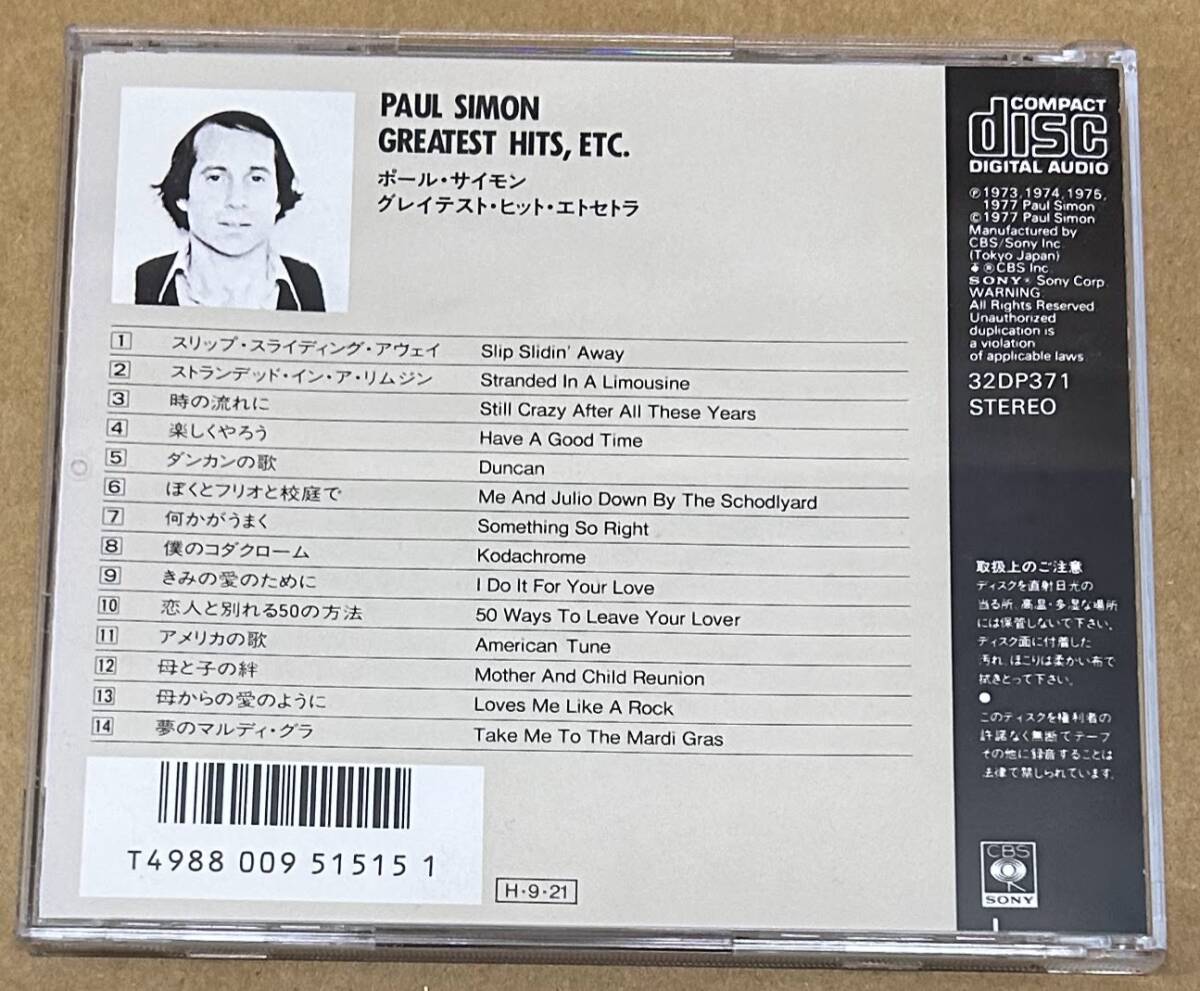 PAUL SIMON
GREATEST HITS, ETC.
ポール・サイモン
グレイテスト・ヒット・エトセトラ
1 スリップ・スライディング・アウェイ Slip Slidin' Away
2 ストランデッド・イン・ア・リムジン Stranded In A Limousine
3 時の流れに Still Crazy After All These Years
4 楽しくやろう Have A Good Time
5 ダンカンの歌 Duncan
6 ぼくとフリオと校庭で Me And Julio Down By The Schodlyard
7 何かがうまく Something So Right
8 僕のコダクローム Kodachrome
9 きみの愛のために I Do It For Your Love
10 恋人と別れる50の方法 50 Ways To Leave Your Lover
11 アメリカの歌 American Tune
12 母と子の絆 Mother And Child Reunion
13 母からの愛のように Loves Me Like A Rock
14 夢のマルディ・グラ Take Me To The Mardi Gras
T4988 009 51515 1
H・9・21
COMPACT
disc
DIGITAL AUDIO
Ⓟ1973, 1974, 1975,
1977 Paul Simon
©1977 Paul Simon
Manufactured by
CBS/Sony Inc.
(Tokyo Japan)
®CBS Inc.
SONY® Sony Corp.
WARNING
All Rights Reserved
Unauthorized
duplication is
a violation
of applicable laws
32DP371
STEREO
取扱上のご注意
ディスクを直射日光の
当る所、高温・多湿な場所
には保管しないで下さい。
ディスク面に付着した
汚れ、ほこりは柔かい布で
拭きとって下さい。
●
このディスクを権利者の
許諾なく無断でテープ
その他に録音することは
法律で禁じられています。
CBS
SONY